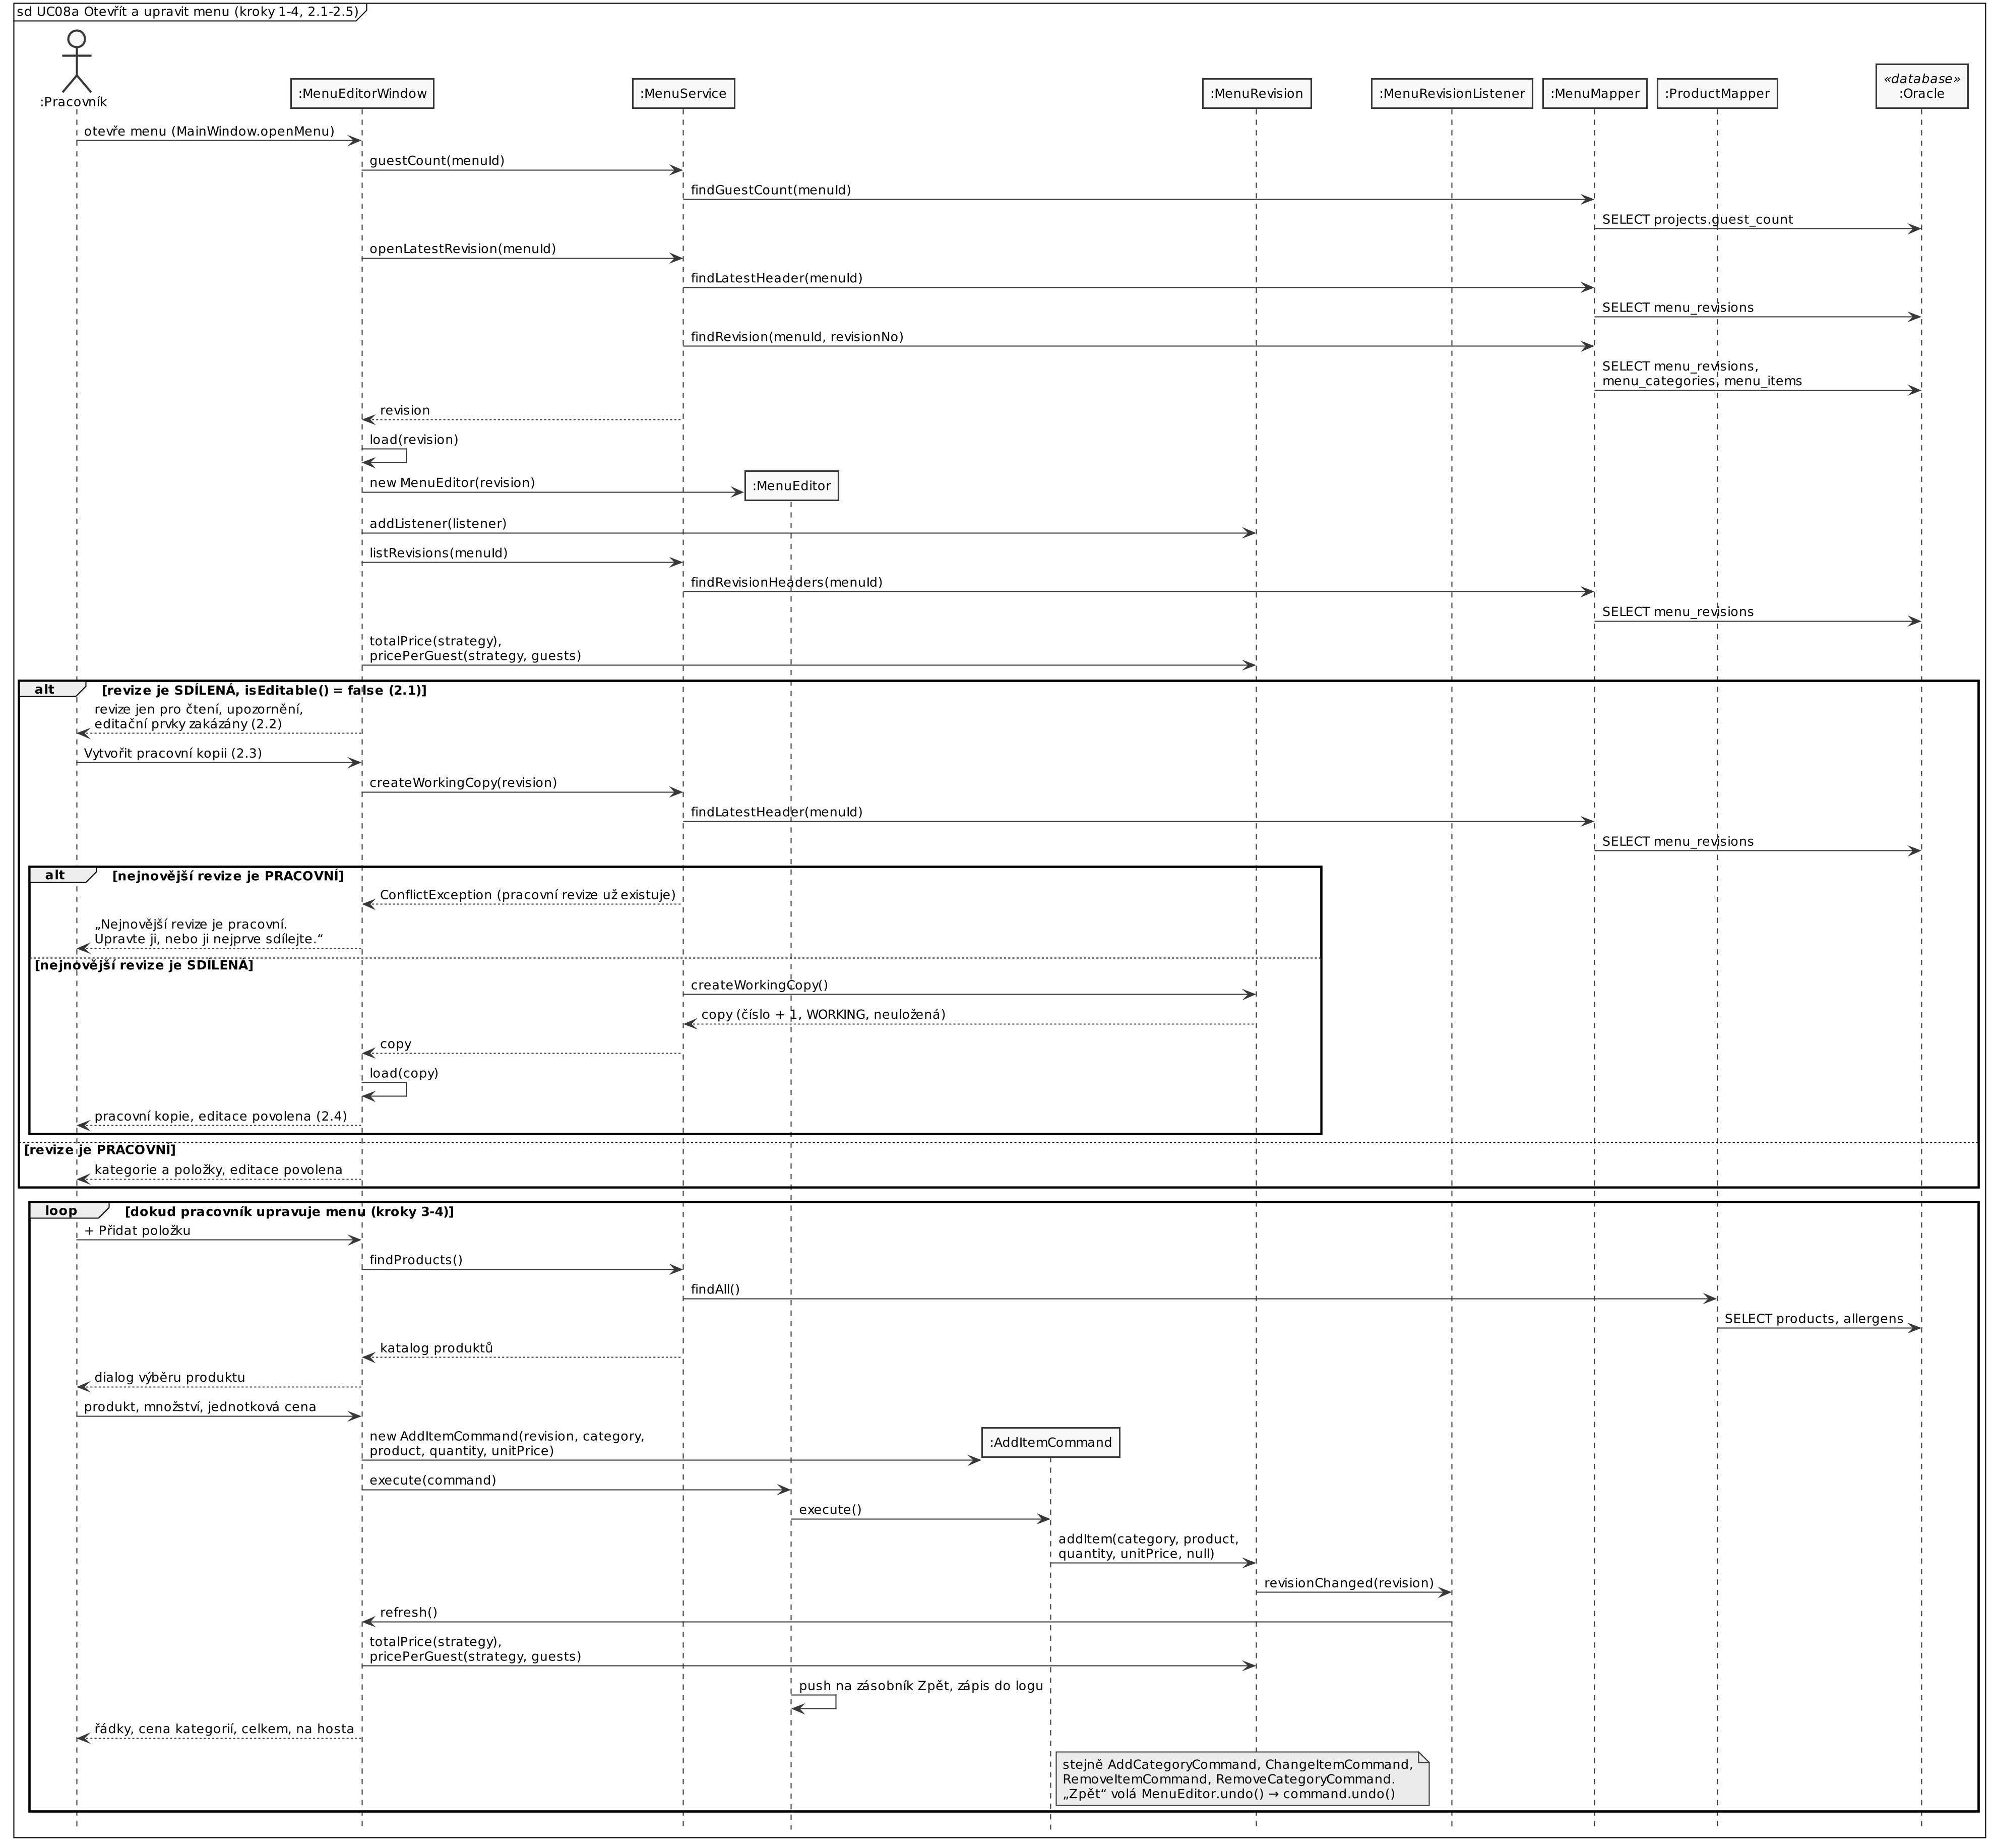 sd UC08a Otevřít a upravit menu (kroky 1-4, 2.1-2.5)
:Pracovník
:MenuEditorWindow
:MenuService
:MenuRevision
:MenuRevisionListener
:MenuMapper
:ProductMapper
«database»
:Oracle
otevře menu (MainWindow.openMenu)
guestCount(menuId)
findGuestCount(menuId)
SELECT projects.guest_count
openLatestRevision(menuId)
findLatestHeader(menuId)
SELECT menu_revisions
findRevision(menuId, revisionNo)
SELECT menu_revisions,
menu_categories, menu_items
revision
load(revision)
new MenuEditor(revision)
:MenuEditor
addListener(listener)
listRevisions(menuId)
findRevisionHeaders(menuId)
SELECT menu_revisions
totalPrice(strategy),
pricePerGuest(strategy, guests)
alt [revize je SDÍLENÁ, isEditable() = false (2.1)]
revize jen pro čtení, upozornění,
editační prvky zakázány (2.2)
Vytvořit pracovní kopii (2.3)
createWorkingCopy(revision)
findLatestHeader(menuId)
SELECT menu_revisions
alt [nejnovější revize je PRACOVNÍ]
ConflictException (pracovní revize už existuje)
„Nejnovější revize je pracovní.
Upravte ji, nebo ji nejprve sdílejte.“
[nejnovější revize je SDÍLENÁ]
createWorkingCopy()
copy (číslo + 1, WORKING, neuložená)
copy
load(copy)
pracovní kopie, editace povolena (2.4)
[revize je PRACOVNÍ]
kategorie a položky, editace povolena
loop [dokud pracovník upravuje menu (kroky 3-4)]
+ Přidat položku
findProducts()
findAll()
SELECT products, allergens
katalog produktů
dialog výběru produktu
produkt, množství, jednotková cena
new AddItemCommand(revision, category,
product, quantity, unitPrice)
:AddItemCommand
execute(command)
execute()
addItem(category, product,
quantity, unitPrice, null)
revisionChanged(revision)
refresh()
totalPrice(strategy),
pricePerGuest(strategy, guests)
push na zásobník Zpět, zápis do logu
řádky, cena kategorií, celkem, na hosta
stejně AddCategoryCommand, ChangeItemCommand,
RemoveItemCommand, RemoveCategoryCommand.
„Zpět“ volá MenuEditor.undo() → command.undo()